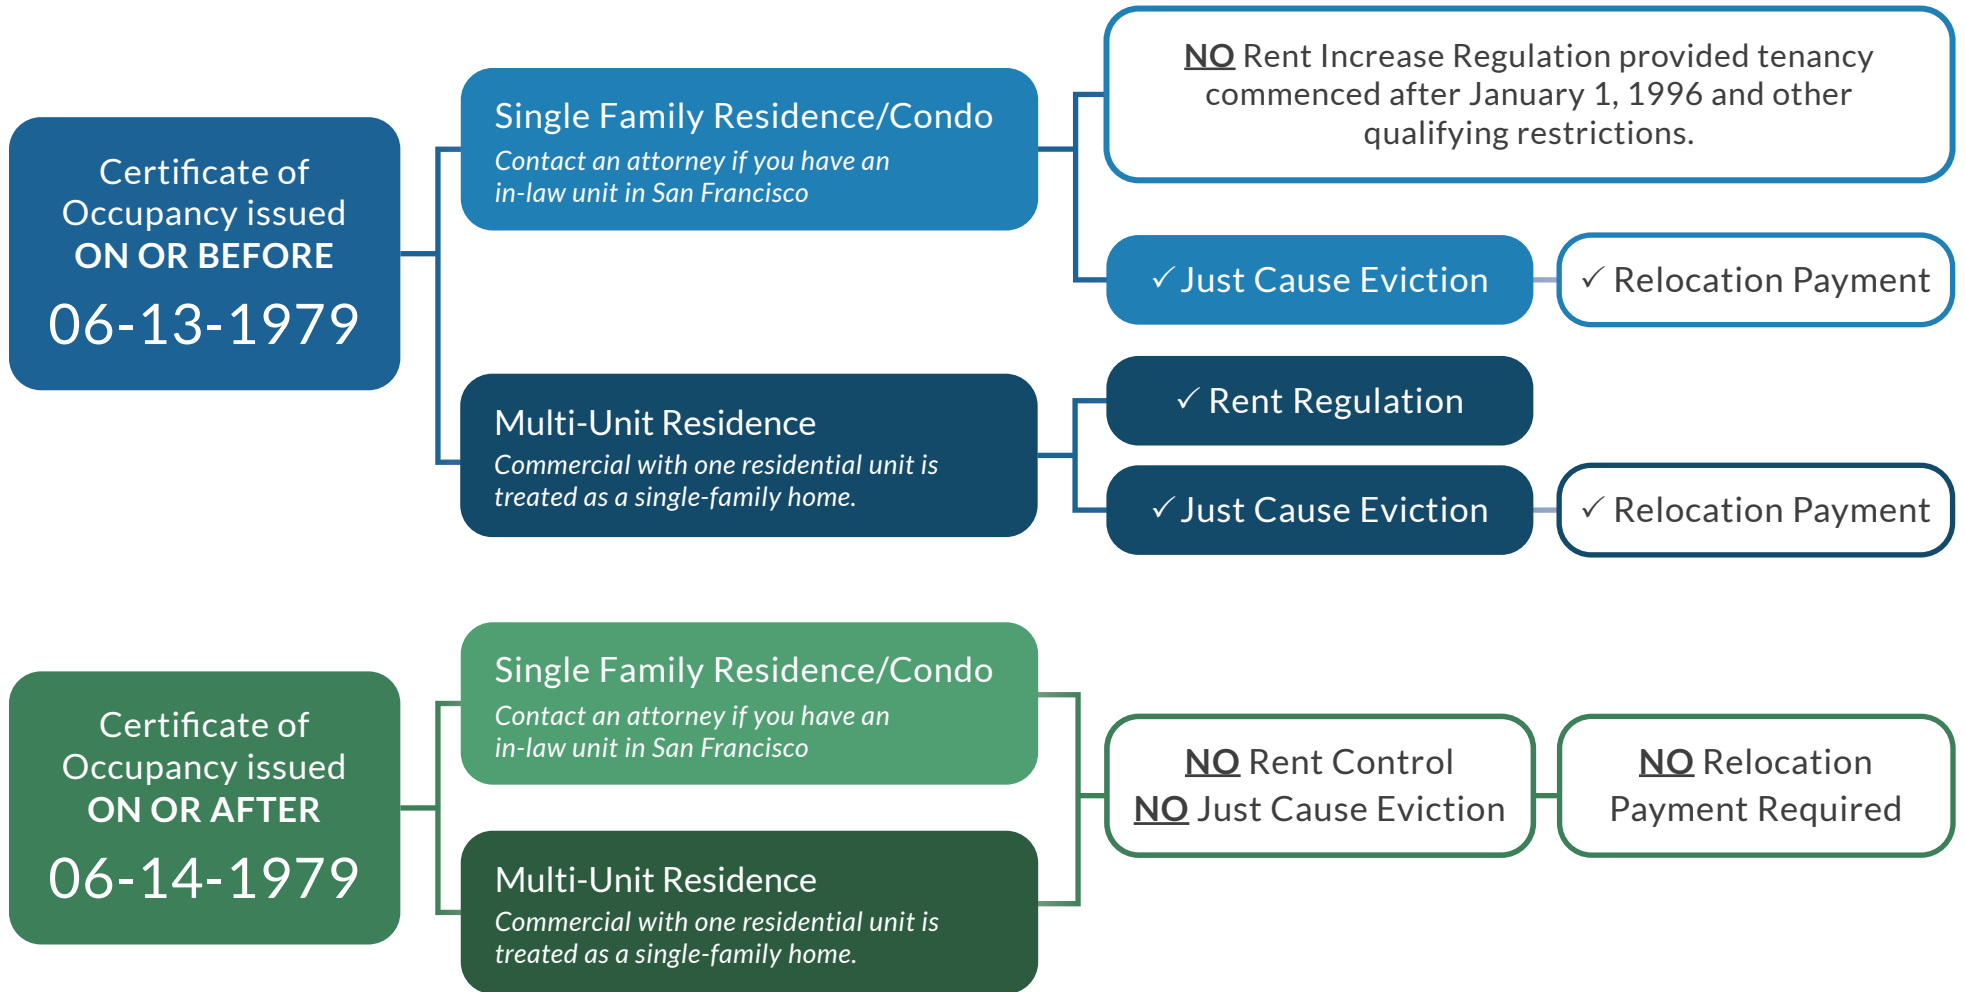 Certificate of
Occupancy issued
ON OR BEFORE
06-13-1979
Single Family Residence/Condo
Contact an attorney if you have an
in-law unit in San Francisco
NO Rent Increase Regulation provided tenancy
commenced after January 1, 1996 and other
qualifying restrictions.
✓ Just Cause Eviction
✓ Relocation Payment
Multi-Unit Residence
Commercial with one residential unit is
treated as a single-family home.
✓ Rent Regulation
✓ Just Cause Eviction
✓ Relocation Payment
Certificate of
Occupancy issued
ON OR AFTER
06-14-1979
Single Family Residence/Condo
Contact an attorney if you have an
in-law unit in San Francisco
Multi-Unit Residence
Commercial with one residential unit is
treated as a single-family home.
NO Rent Control
NO Just Cause Eviction
NO Relocation
Payment Required